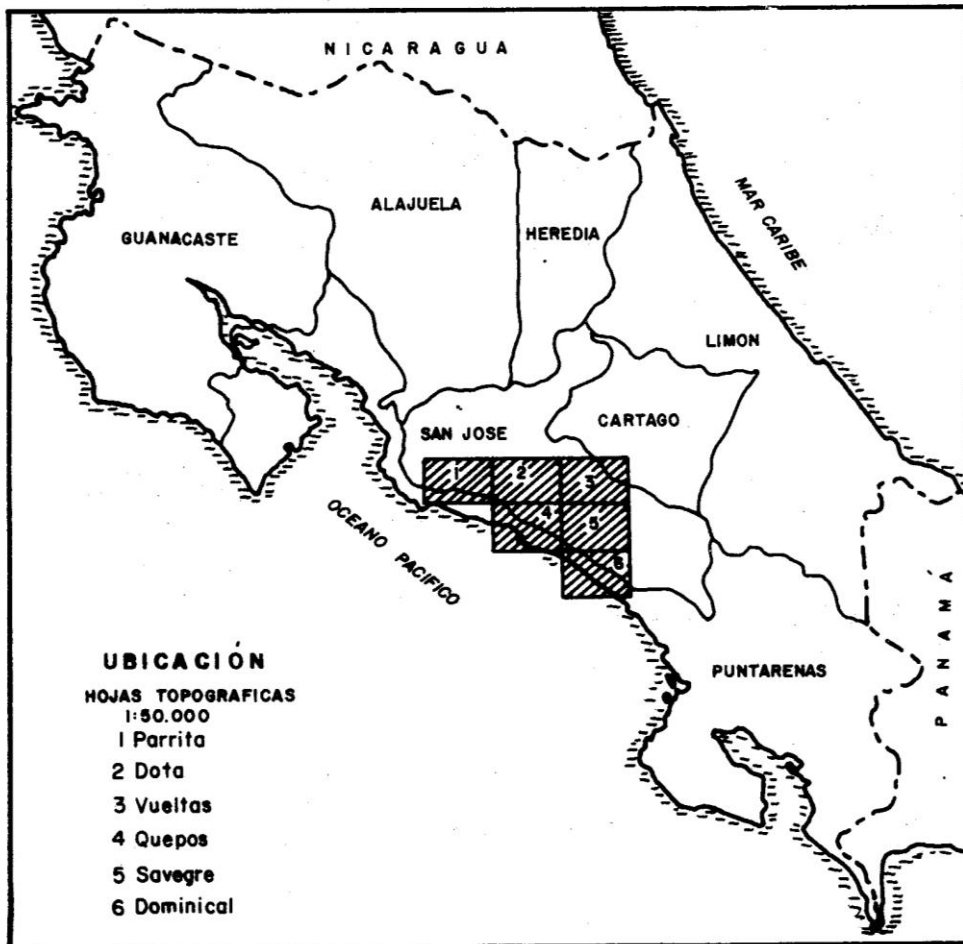 NICARAGUA
MAR CARIBE
ALAJUELA
HEREDIA
GUANACASTE
LIMON
CARTAGO
SAN JOSE
1
2
3
4
5
6
OCEANO PACIFICO
PUNTARENAS
PANAMÁ
UBICACIÓN
HOJAS TOPOGRAFICAS
1:50.000
1 Parrita
2 Dota
3 Vueltas
4 Quepos
5 Savegre
6 Dominical